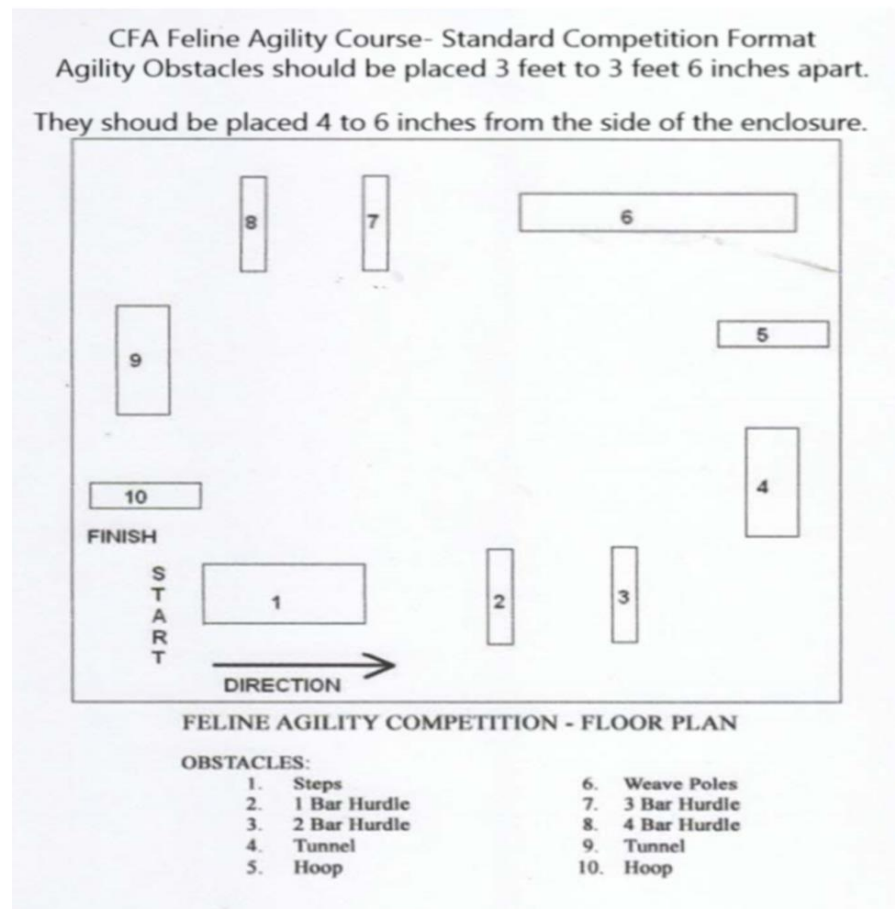 CFA Feline Agility Course- Standard Competition Format
Agility Obstacles should be placed 3 feet to 3 feet 6 inches apart.
They shoud be placed 4 to 6 inches from the side of the enclosure.
8
7
6
5
9
4
10
FINISH
START
1
2
3
DIRECTION
FELINE AGILITY COMPETITION - FLOOR PLAN
OBSTACLES:
1. Steps
2. 1 Bar Hurdle
3. 2 Bar Hurdle
4. Tunnel
5. Hoop
6. Weave Poles
7. 3 Bar Hurdle
8. 4 Bar Hurdle
9. Tunnel
10. Hoop